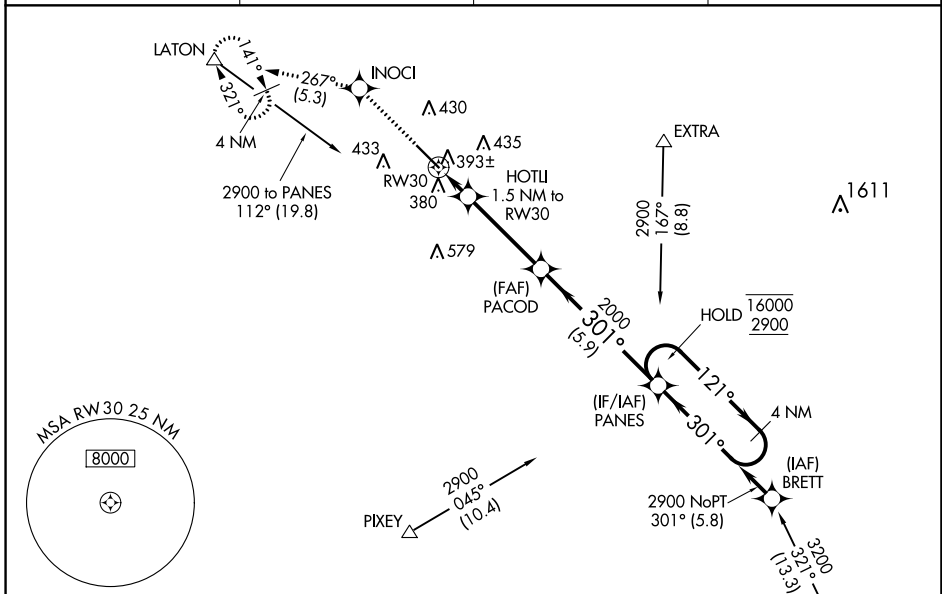 LATON
141°
321°
4 NM
267°
(5.3)
INOCI
430
435
433
393±
RW30
380
HOTLI
1.5 NM to
RW30
2900 to PANES
112° (19.8)
579
EXTRA
2900
167°
(8.8)
1611
(FAF)
PACOD
2000
301°
(5.9)
HOLD
16000
2900
121°
4 NM
301°
(IF/IAF)
PANES
(IAF)
BRETT
2900 NoPT
301° (5.8)
3200
321°
(13.3)
MSA RW30 25 NM
8000
2900
045°
(10.4)
PIXEY